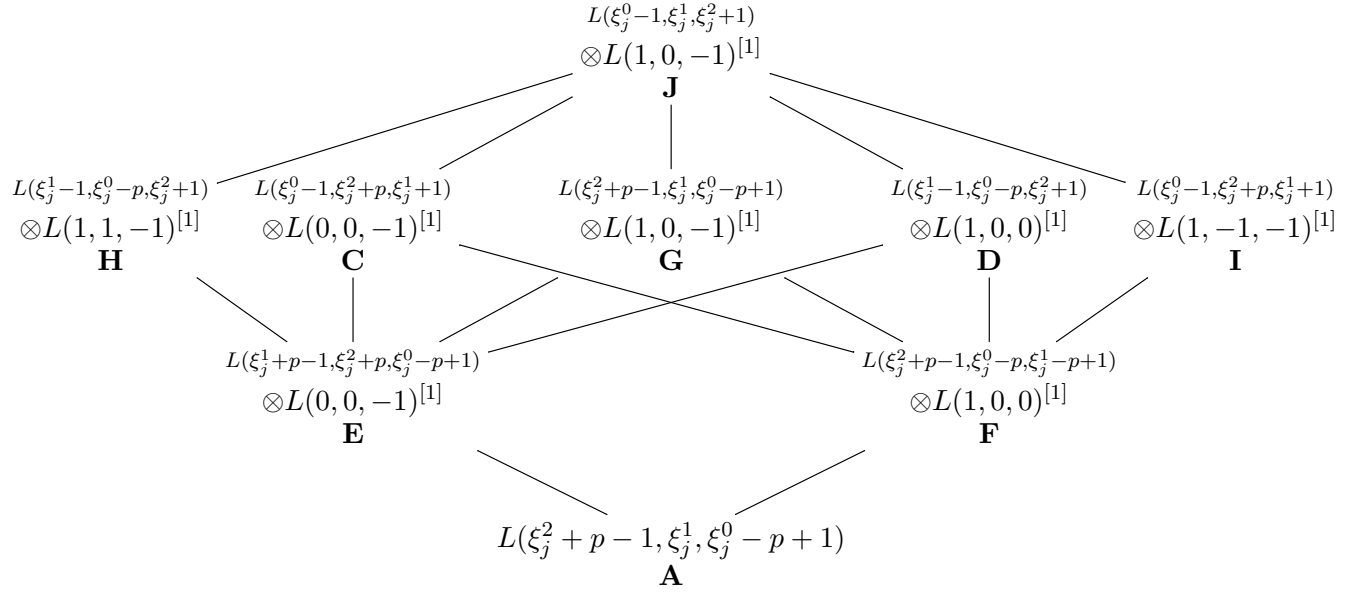 L(ξ_j^0−1,ξ_j^1,ξ_j^2+1)
⊗L(1, 0, −1)^{[1]}
J
L(ξ_j^1−1,ξ_j^0−p,ξ_j^2+1) L(ξ_j^0−1,ξ_j^2+p,ξ_j^1+1) L(ξ_j^2+p−1,ξ_j^1,ξ_j^0−p+1) L(ξ_j^1−1,ξ_j^0−p,ξ_j^2+1) L(ξ_j^0−1,ξ_j^2+p,ξ_j^1+1)
⊗L(1, 1, −1)^{[1]} ⊗L(0, 0, −1)^{[1]} ⊗L(1, 0, −1)^{[1]} ⊗L(1, 0, 0)^{[1]} ⊗L(1, −1, −1)^{[1]}
H C G D I
L(ξ_j^1+p−1,ξ_j^2+p,ξ_j^0−p+1) L(ξ_j^2+p−1,ξ_j^0−p,ξ_j^1−p+1)
⊗L(0, 0, −1)^{[1]} ⊗L(1, 0, 0)^{[1]}
E F
L(ξ_j^2 + p − 1, ξ_j^1, ξ_j^0 − p + 1)
A